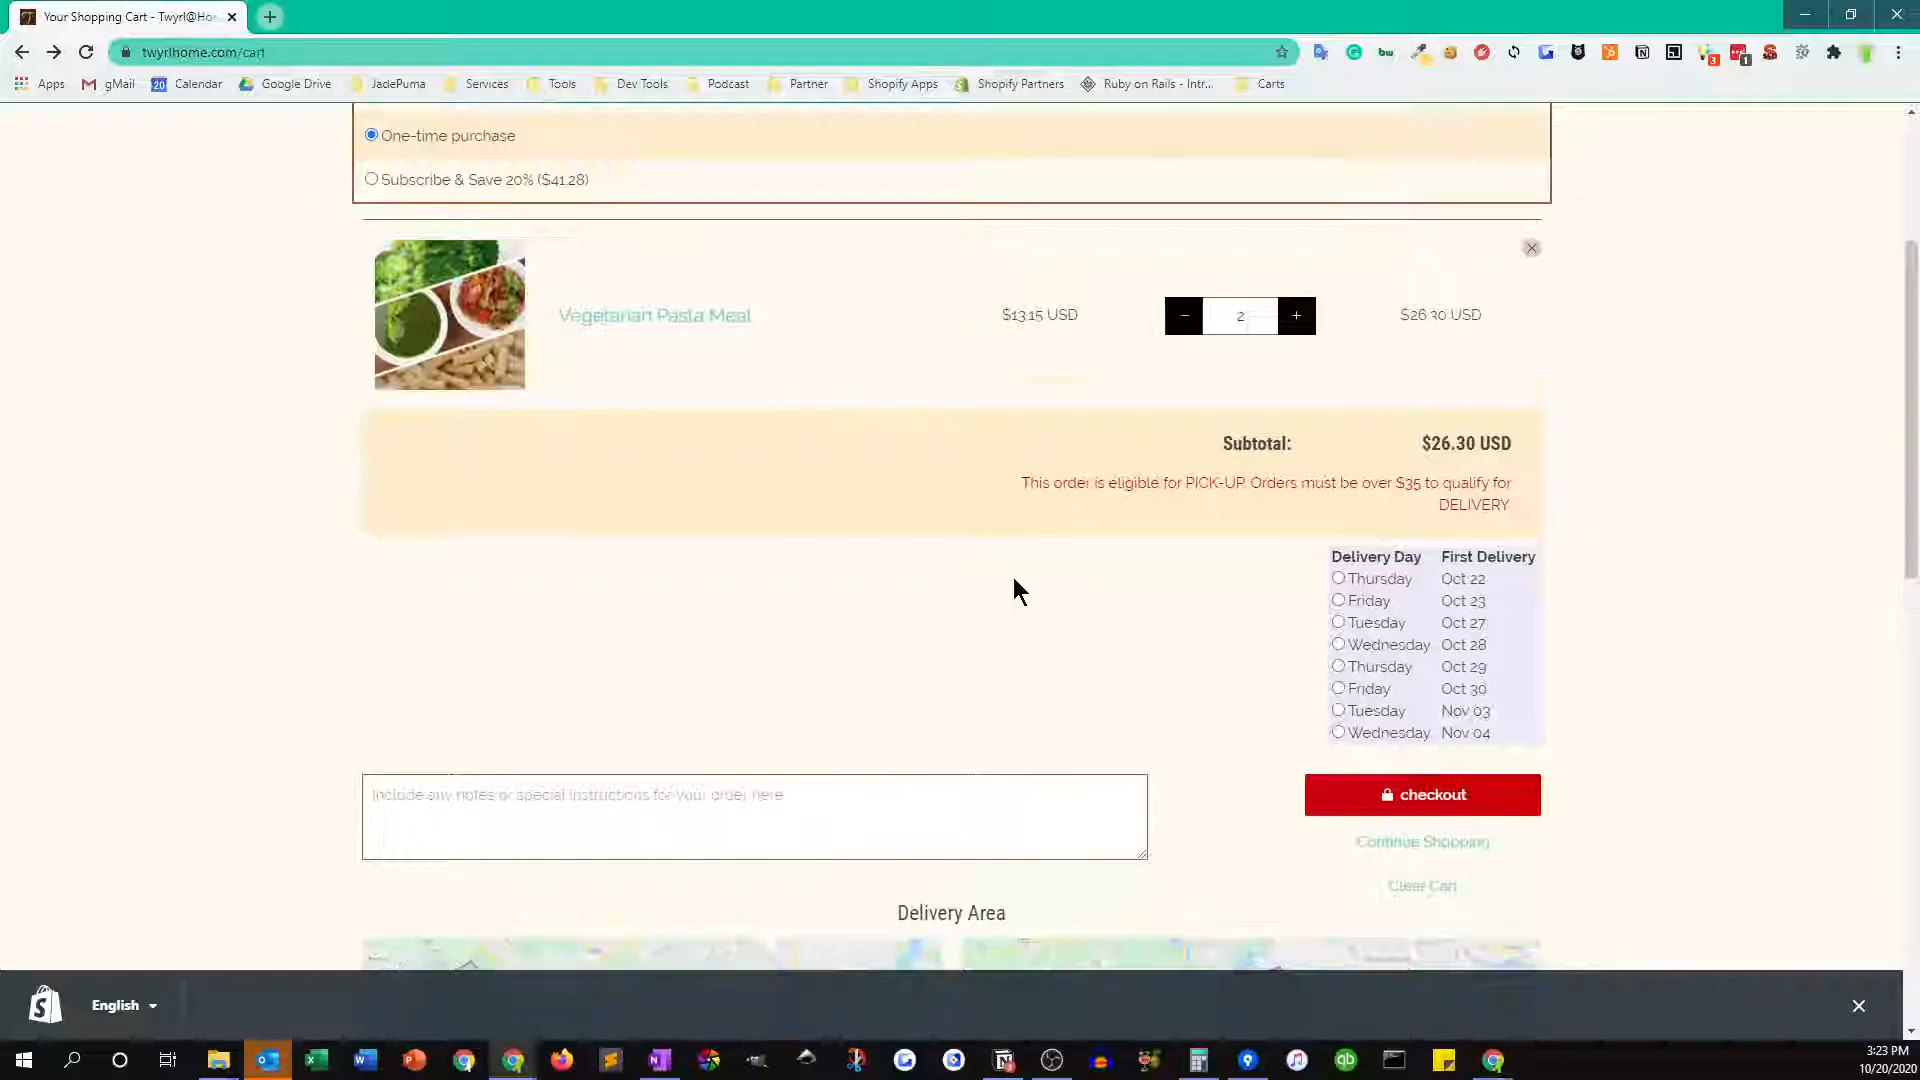 Your Shopping Cart - Twyrl@Ho
twyrlhome.com/cart
bw
3
1
Apps
gMail
20
Calendar
Google Drive
JadePuma
Services
Tools
Dev Tools
Podcast
Partner
Shopify Apps
Shopify Partners
Ruby on Rails - Intr...
Carts
One-time purchase
Subscribe & Save 20% ($41.28)
Vegetarian Pasta Meal
$13.15 USD
− 2 +
$26.30 USD
Subtotal: $26.30 USD
This order is eligible for PICK-UP. Orders must be over $35 to qualify for
DELIVERY
Delivery Day First Delivery
Thursday Oct 22
Friday Oct 23
Tuesday Oct 27
Wednesday Oct 28
Thursday Oct 29
Friday Oct 30
Tuesday Nov 03
Wednesday Nov 04
Include any notes or special instructions for your order here
checkout
Continue Shopping
Clear Cart
Delivery Area
English
3:23 PM
10/20/2020